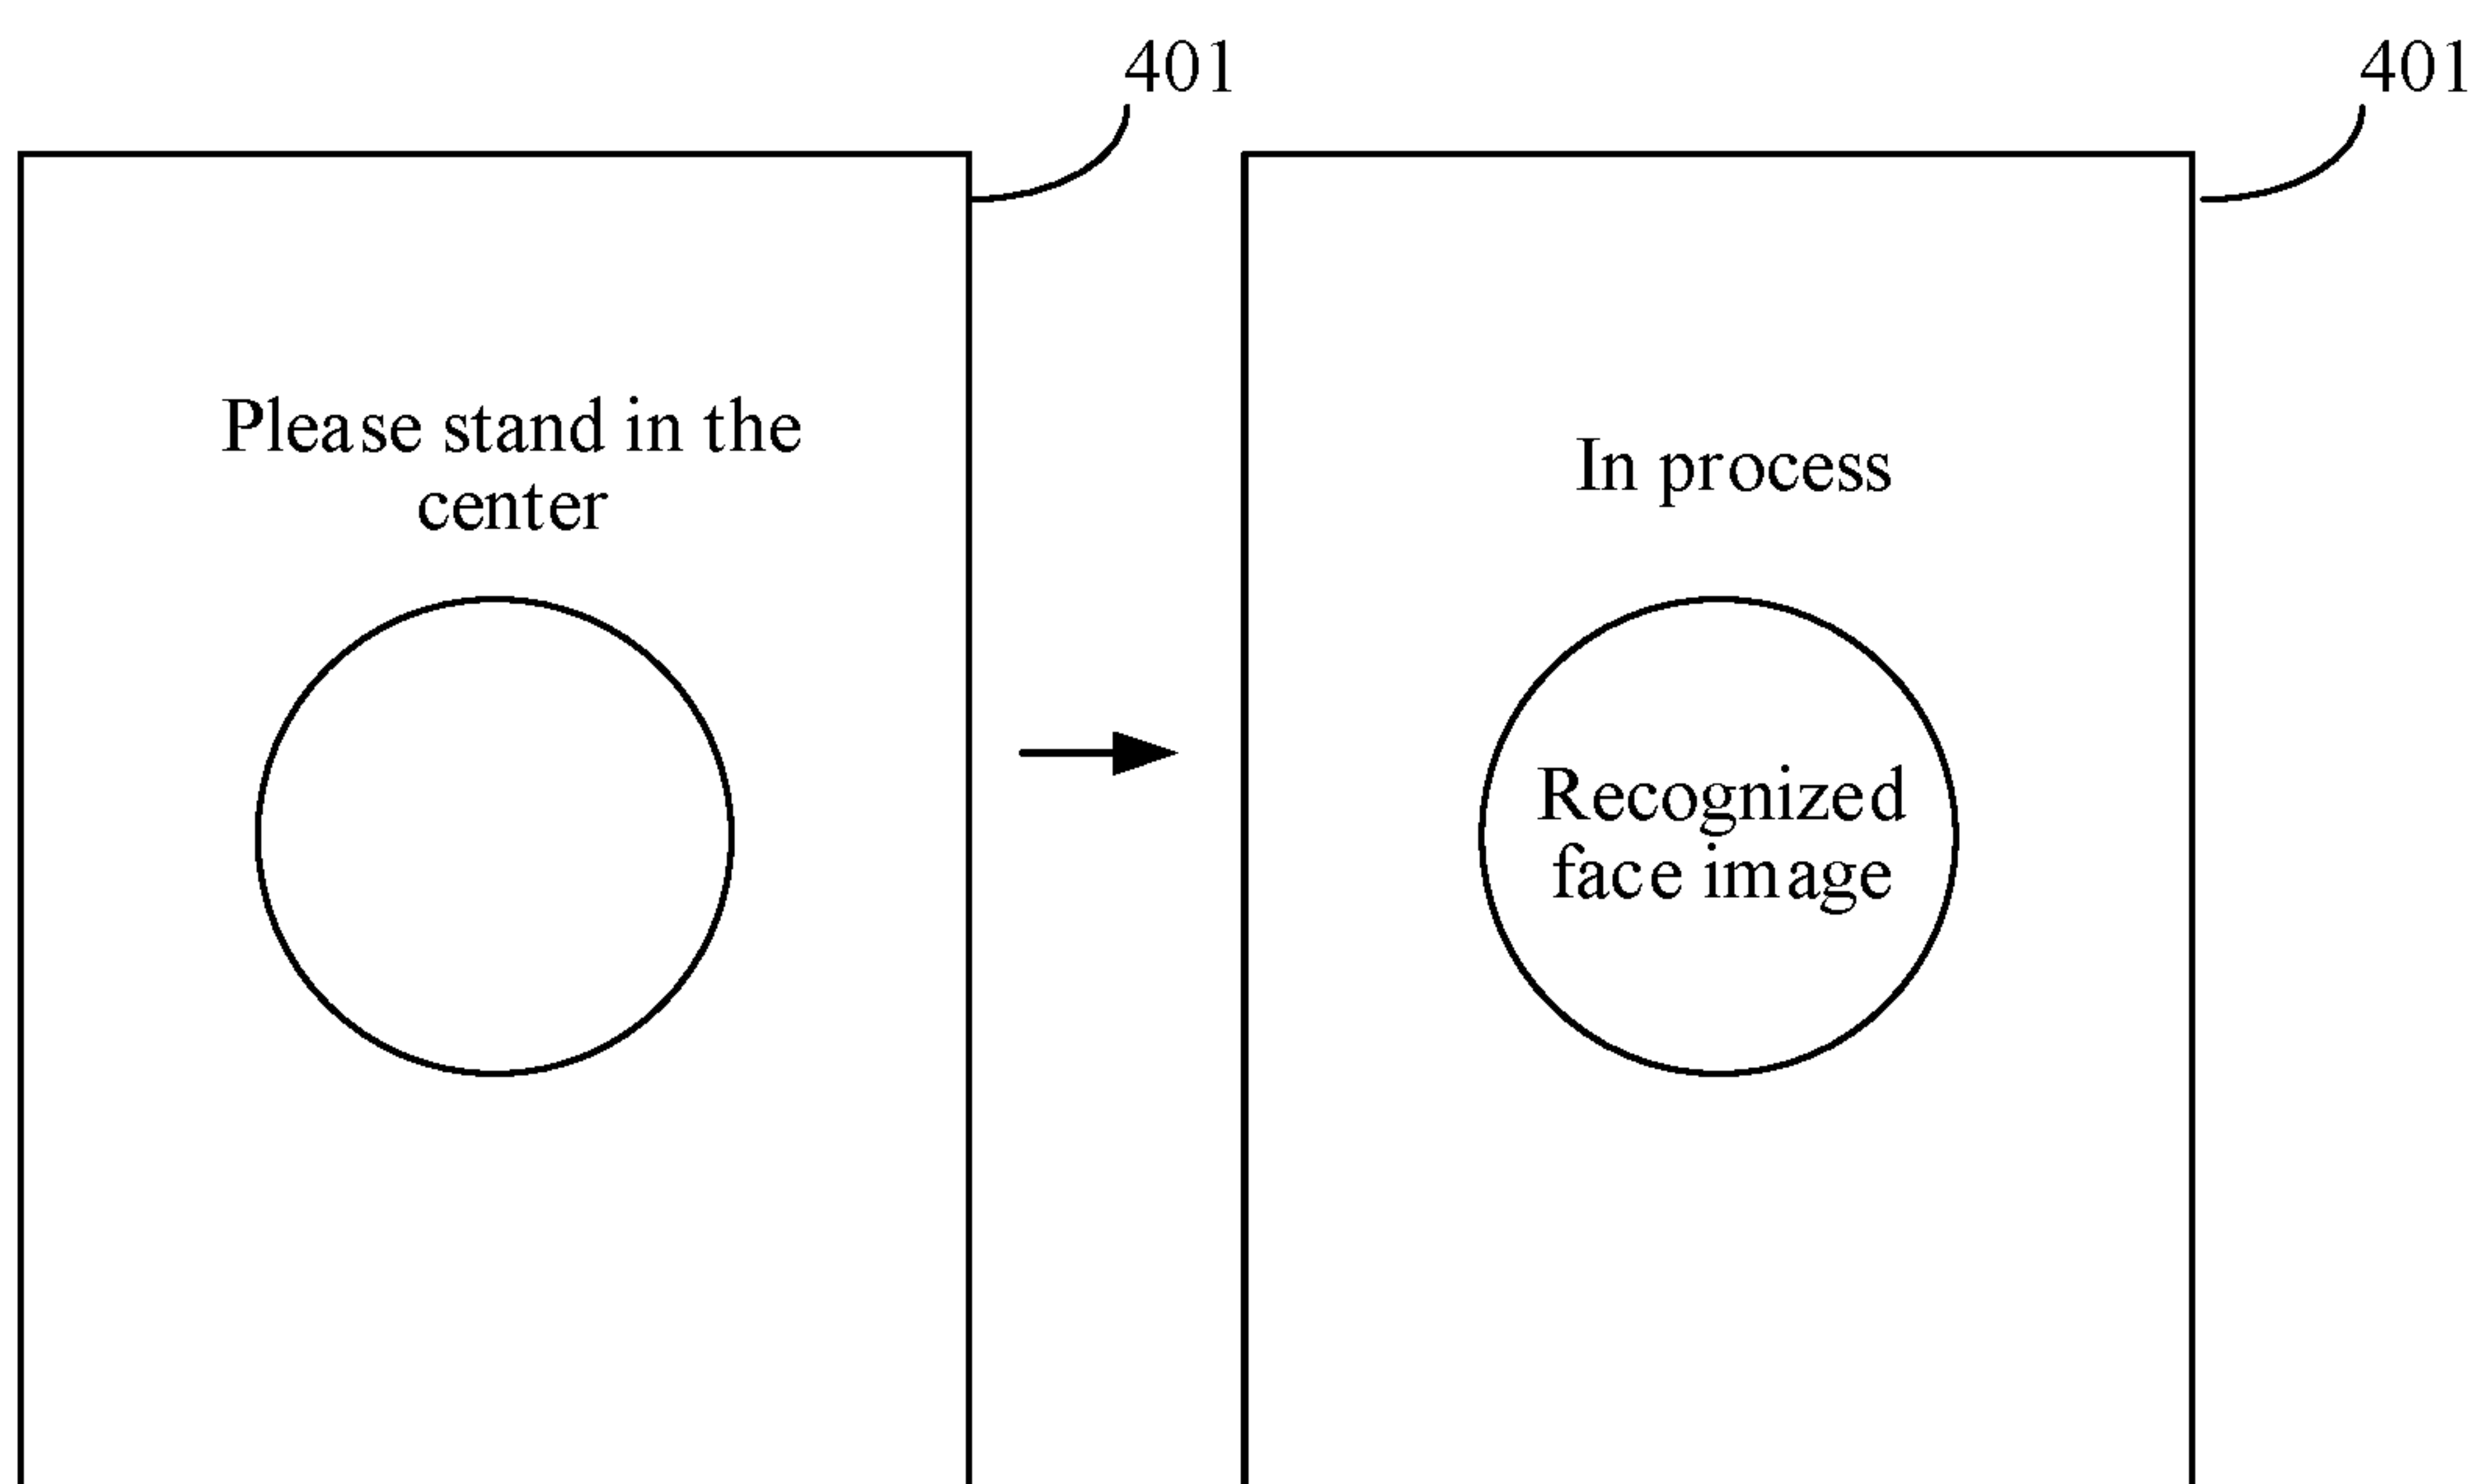 401
401
Please stand in the
center
In process
Recognized
face image